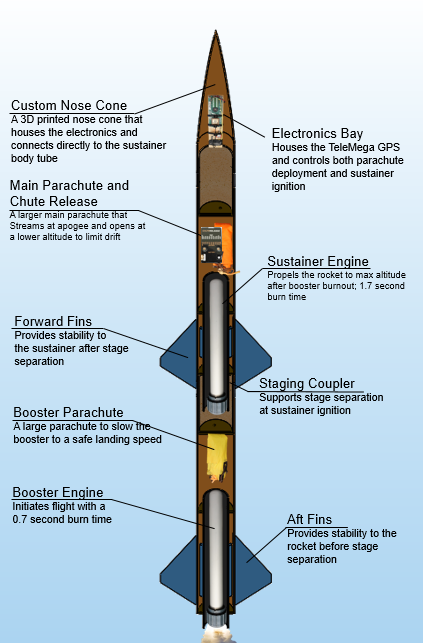 Custom Nose Cone
A 3D printed nose cone that
houses the electronics and
connects directly to the sustainer
body tube
Electronics Bay
Houses the TeleMega GPS
and controls both parachute
deployment and sustainer
ignition
Main Parachute and
Chute Release
A larger main parachute that
Streams at apogee and opens at
a lower altitude to limit drift
Sustainer Engine
Propels the rocket to max altitude
after booster burnout; 1.7 second
burn time
Forward Fins
Provides stability to
the sustainer after stage
separation
Staging Coupler
Supports stage separation
at sustainer ignition
Booster Parachute
A large parachute to slow the
booster to a safe landing speed
Booster Engine
Initiates flight with a
0.7 second burn time
Aft Fins
Provides stability to the
rocket before stage
separation